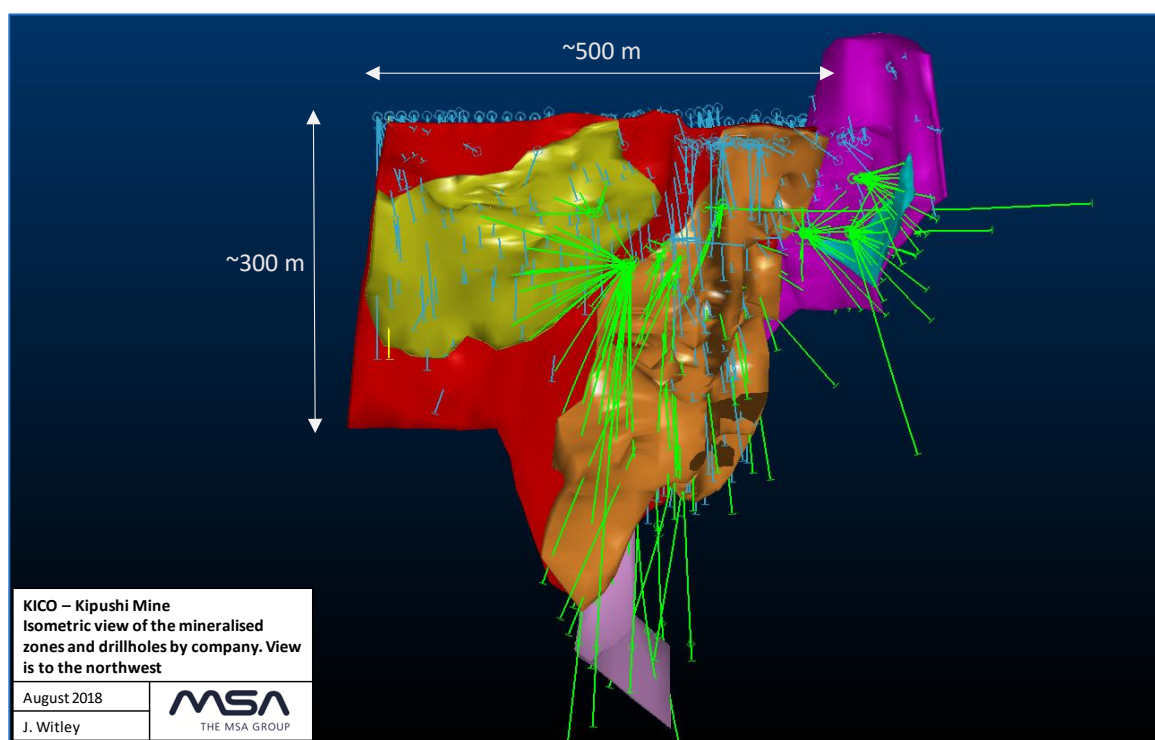 ~500 m
~300 m
KICO – Kipushi Mine
Isometric view of the mineralised
zones and drillholes by company. View
is to the northwest
August 2018
J. Witley
MSA
THE MSA GROUP